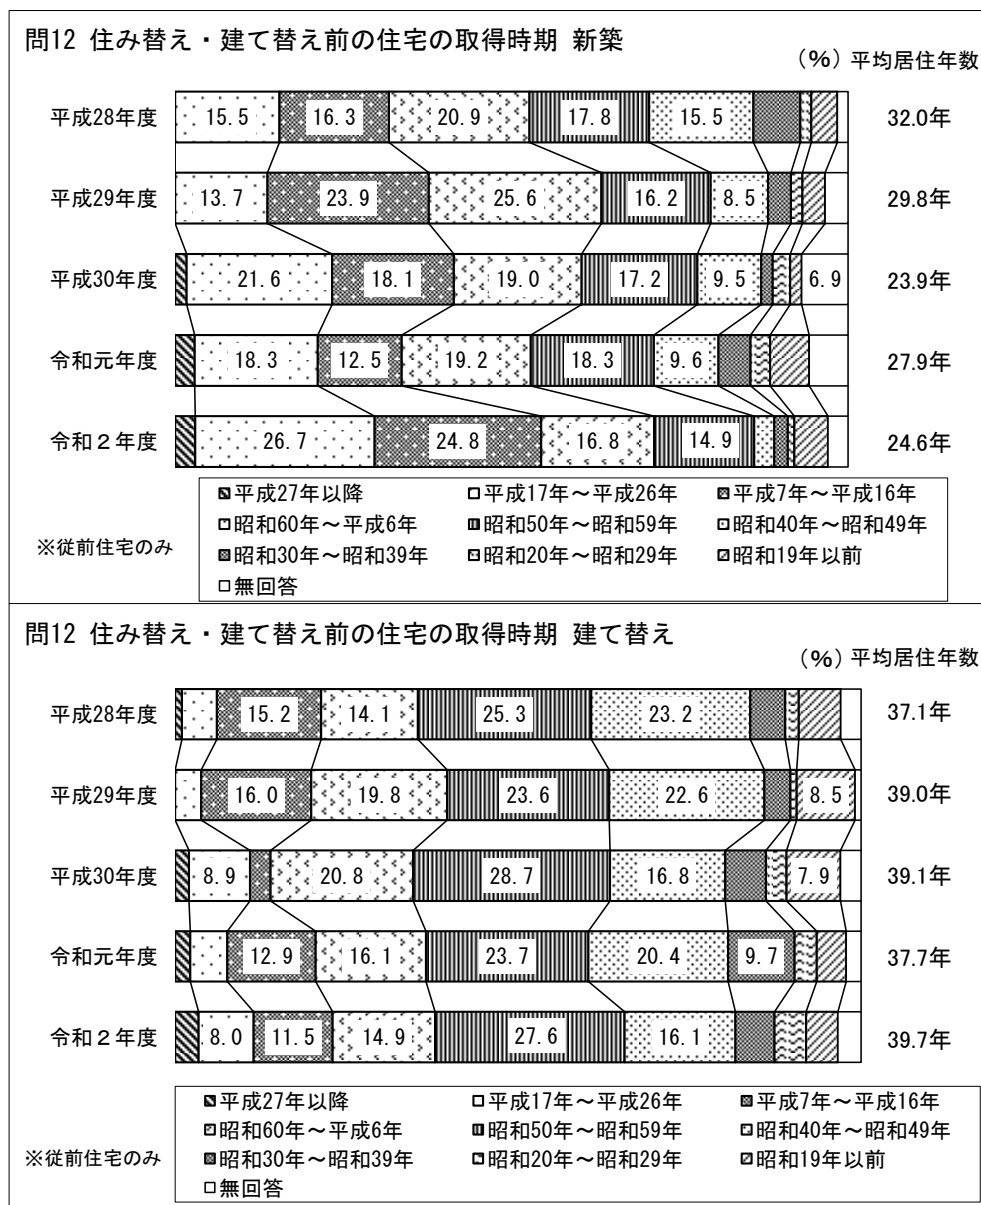 問12 住み替え・建て替え前の住宅の取得時期 新築
(%) 平均居住年数
平成28年度 15.5 16.3 20.9 17.8 15.5 32.0年
平成29年度 13.7 23.9 25.6 16.2 8.5 29.8年
平成30年度 21.6 18.1 19.0 17.2 9.5 6.9 23.9年
令和元年度 18.3 12.5 19.2 18.3 9.6 27.9年
令和２年度 26.7 24.8 16.8 14.9 24.6年
平成27年以降 平成17年～平成26年 平成7年～平成16年
昭和60年～平成6年 昭和50年～昭和59年 昭和40年～昭和49年
※従前住宅のみ 昭和30年～昭和39年 昭和20年～昭和29年 昭和19年以前
無回答
問12 住み替え・建て替え前の住宅の取得時期 建て替え
(%) 平均居住年数
平成28年度 15.2 14.1 25.3 23.2 37.1年
平成29年度 16.0 19.8 23.6 22.6 8.5 39.0年
平成30年度 8.9 20.8 28.7 16.8 7.9 39.1年
令和元年度 12.9 16.1 23.7 20.4 9.7 37.7年
令和２年度 8.0 11.5 14.9 27.6 16.1 39.7年
平成27年以降 平成17年～平成26年 平成7年～平成16年
昭和60年～平成6年 昭和50年～昭和59年 昭和40年～昭和49年
※従前住宅のみ 昭和30年～昭和39年 昭和20年～昭和29年 昭和19年以前
無回答